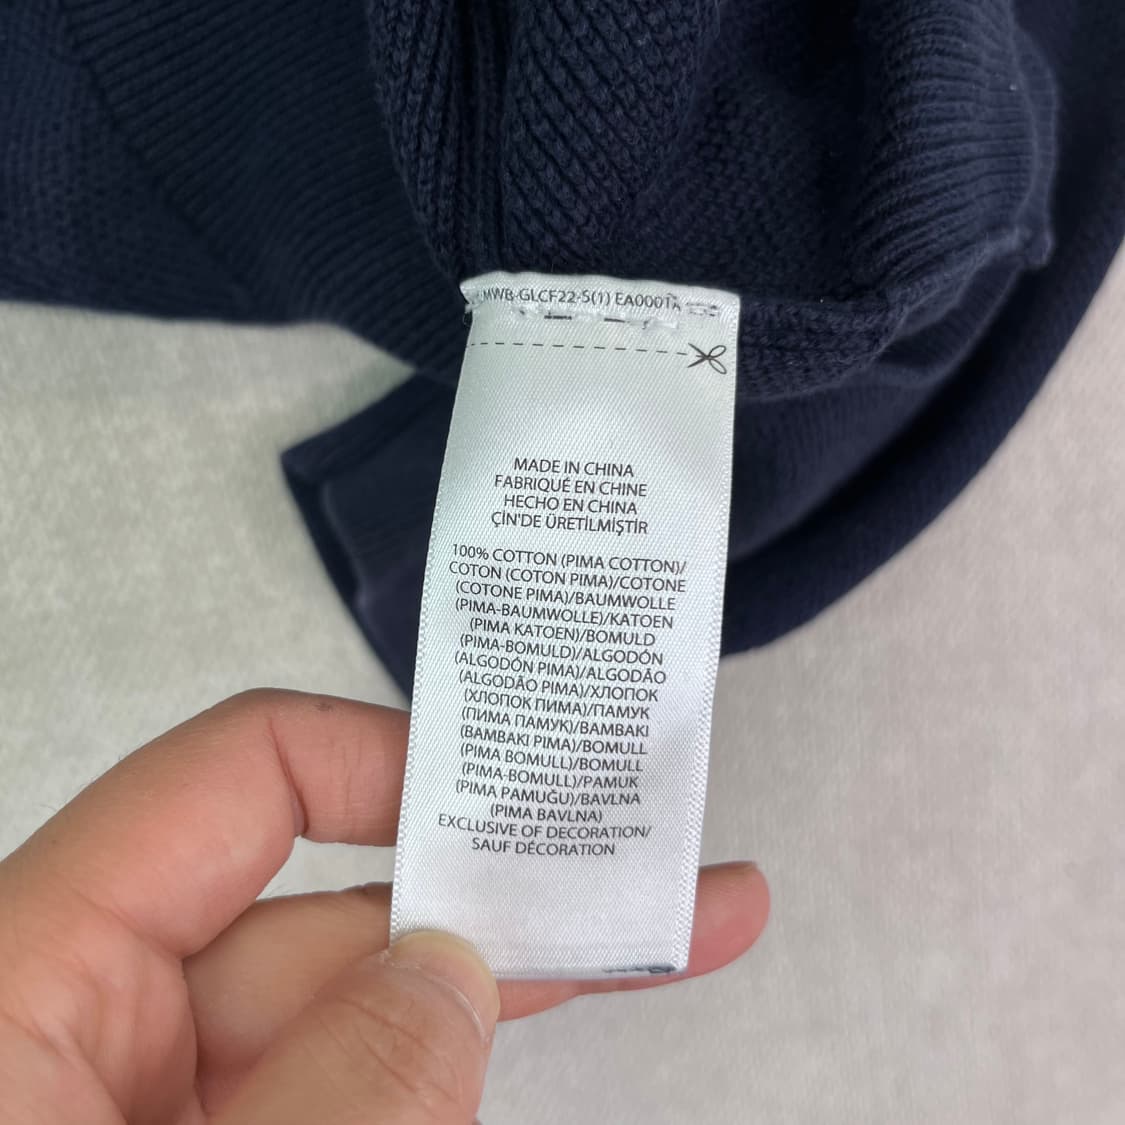 MWB-GLCF22-5(1) EA0001A
MADE IN CHINA
FABRIQUÉ EN CHINE
HECHO EN CHINA
ÇİN'DE ÜRETİLMİŞTİR
100% COTTON (PIMA COTTON)/
COTON (COTON PIMA)/COTONE
(COTONE PIMA)/BAUMWOLLE
(PIMA-BAUMWOLLE)/KATOEN
(PIMA KATOEN)/BOMULD
(PIMA-BOMULD)/ALGODÓN
(ALGODÓN PIMA)/ALGODÃO
(ALGODÃO PIMA)/ХЛОПОК
(ХЛОПОК ПИМА)/ПАМУК
(ПИМА ПАМУК)/BAMBAKI
(BAMBAKI PIMA)/BOMULL
(PIMA BOMULL)/BOMULL
(PIMA-BOMULL)/PAMUK
(PIMA PAMUĞU)/BAVLNA
(PIMA BAVLNA)
EXCLUSIVE OF DECORATION/
SAUF DÉCORATION